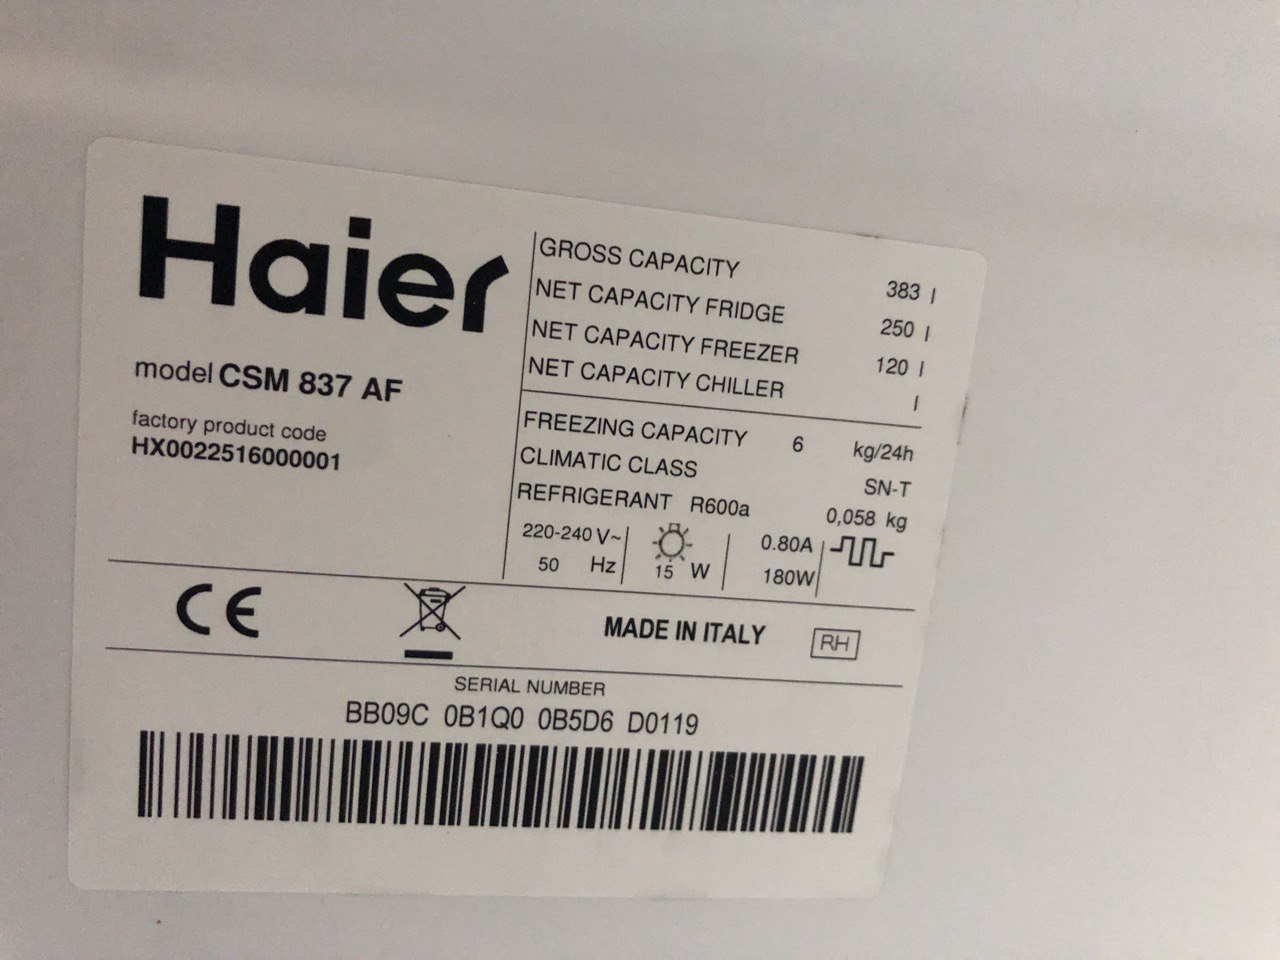 Haier
model CSM 837 AF
factory product code
HX0022516000001
GROSS CAPACITY 383 l
NET CAPACITY FRIDGE 250 l
NET CAPACITY FREEZER 120 l
NET CAPACITY CHILLER l
FREEZING CAPACITY 6 kg/24h
CLIMATIC CLASS SN-T
REFRIGERANT R600a 0,058 kg
220-240 V~ 0.80A
50 Hz 15 W 180W
CE MADE IN ITALY RH
SERIAL NUMBER
BB09C 0B1Q0 0B5D6 D0119